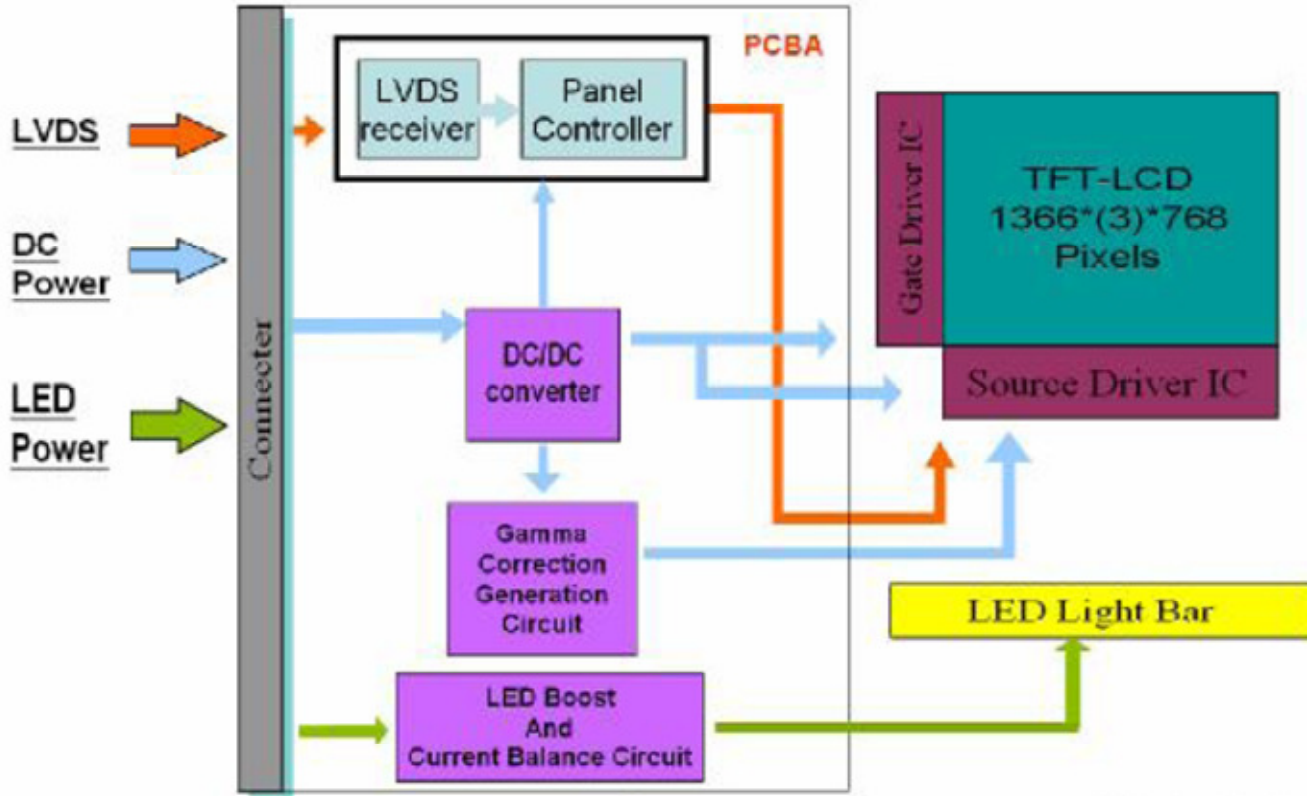 LVDS
DC
Power
LED
Power
Connecter
PCBA
LVDS
receiver
Panel
Controller
DC/DC
converter
Gamma
Correction
Generation
Circuit
LED Boost
And
Current Balance Circuit
Gate Driver IC
TFT-LCD
1366*(3)*768
Pixels
Source Driver IC
LED Light Bar